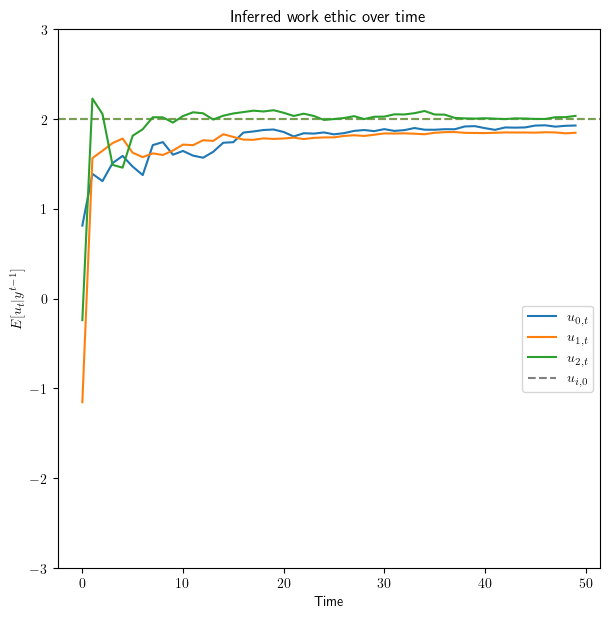 Inferred work ethic over time
E[u_t|y^{t−1}]
3
2
1
0
−1
−2
−3
u_{0,t}
u_{1,t}
u_{2,t}
u_{i,0}
0 10 20 30 40 50
Time